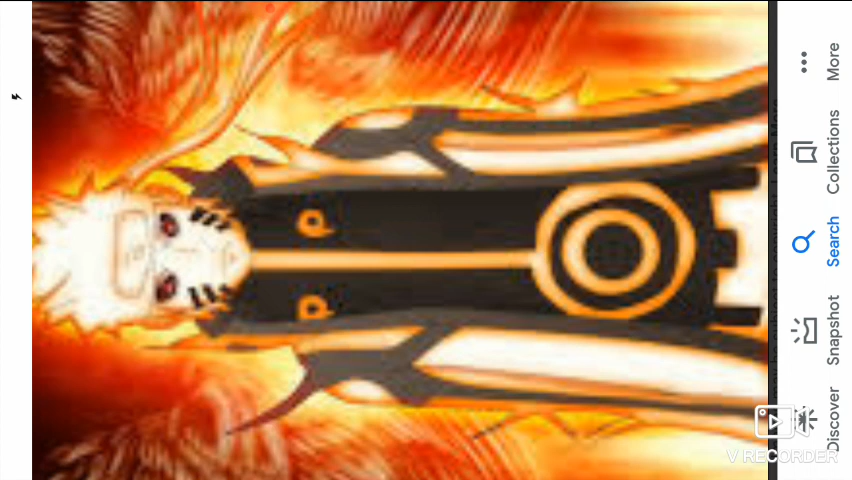 Discover
Snapshot
Search
Collections
More
V RECORDER